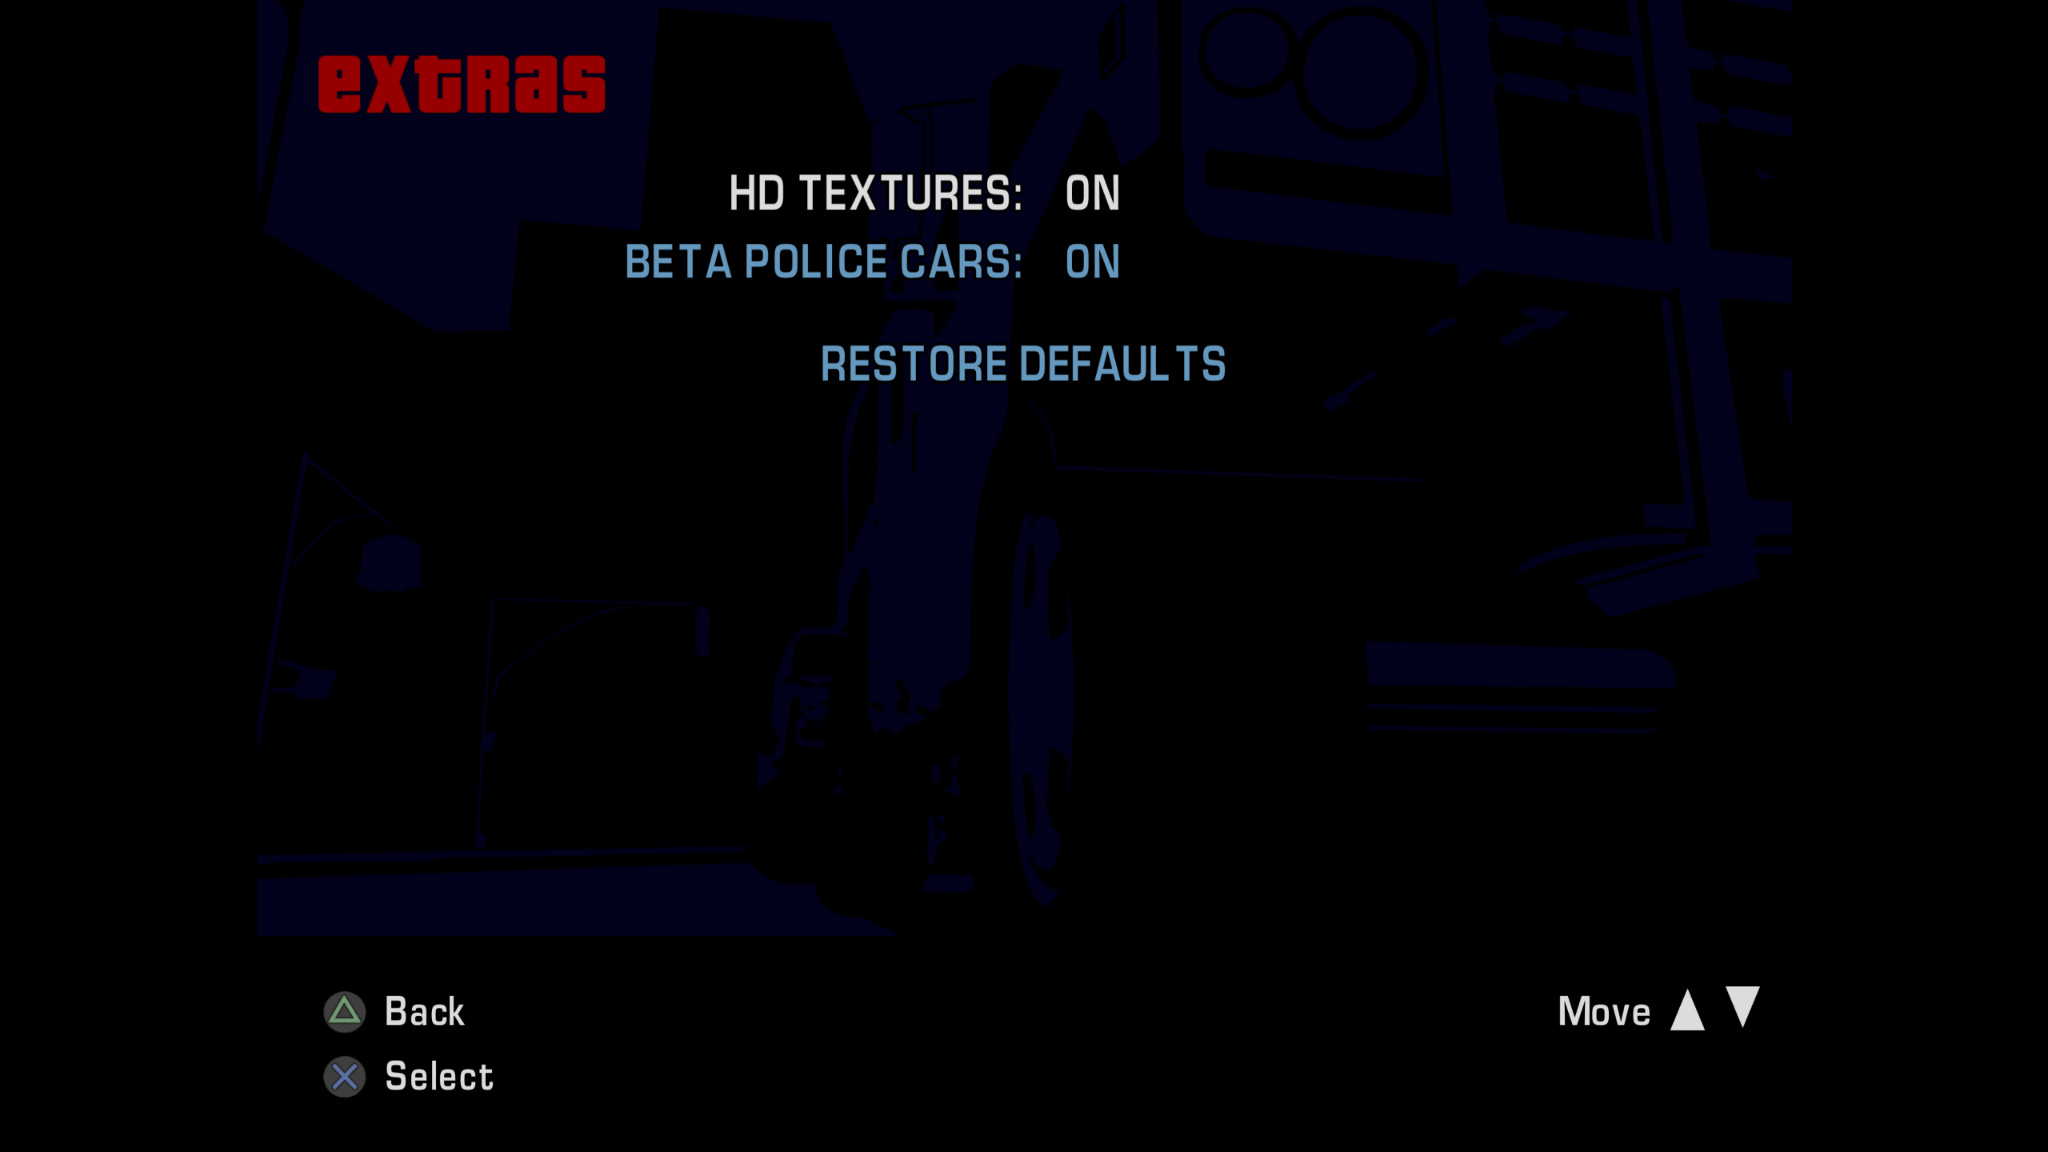 extras
HD TEXTURES: ON
BETA POLICE CARS: ON
RESTORE DEFAULTS
Back
Move
Select